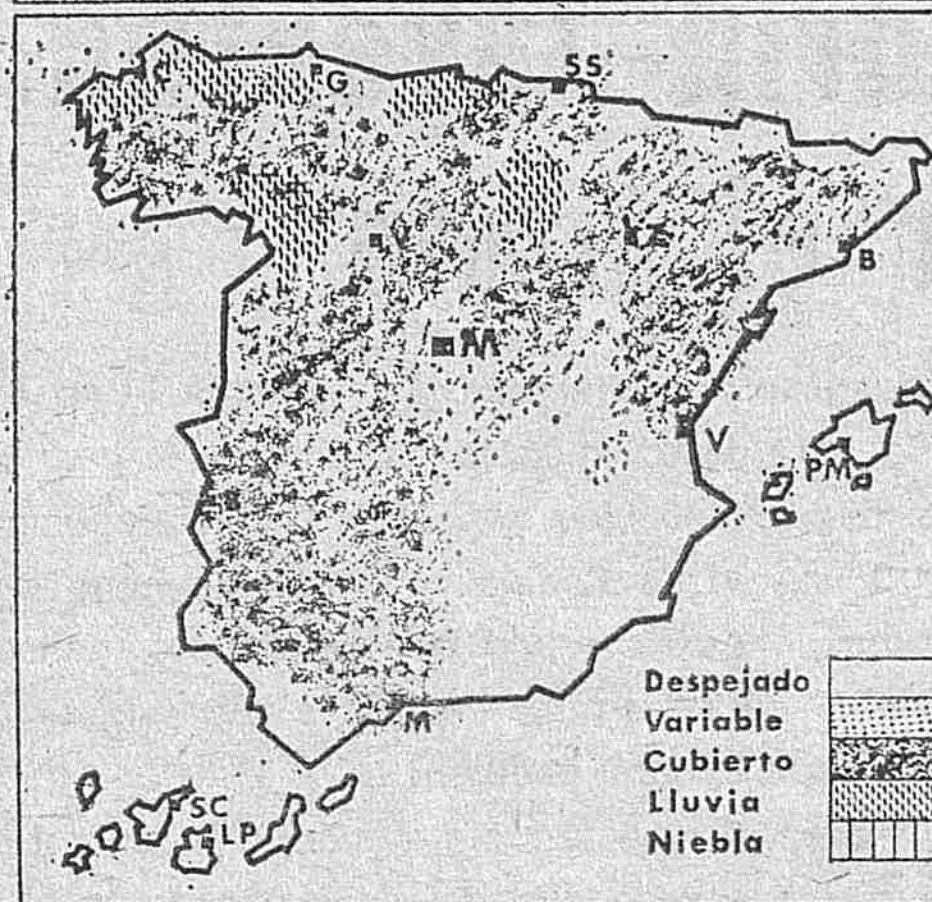 C
G
SS
Z
B
M
V
PM
M
SC
LP
Despejado
Variable
Cubierto
Lluvia
Niebla